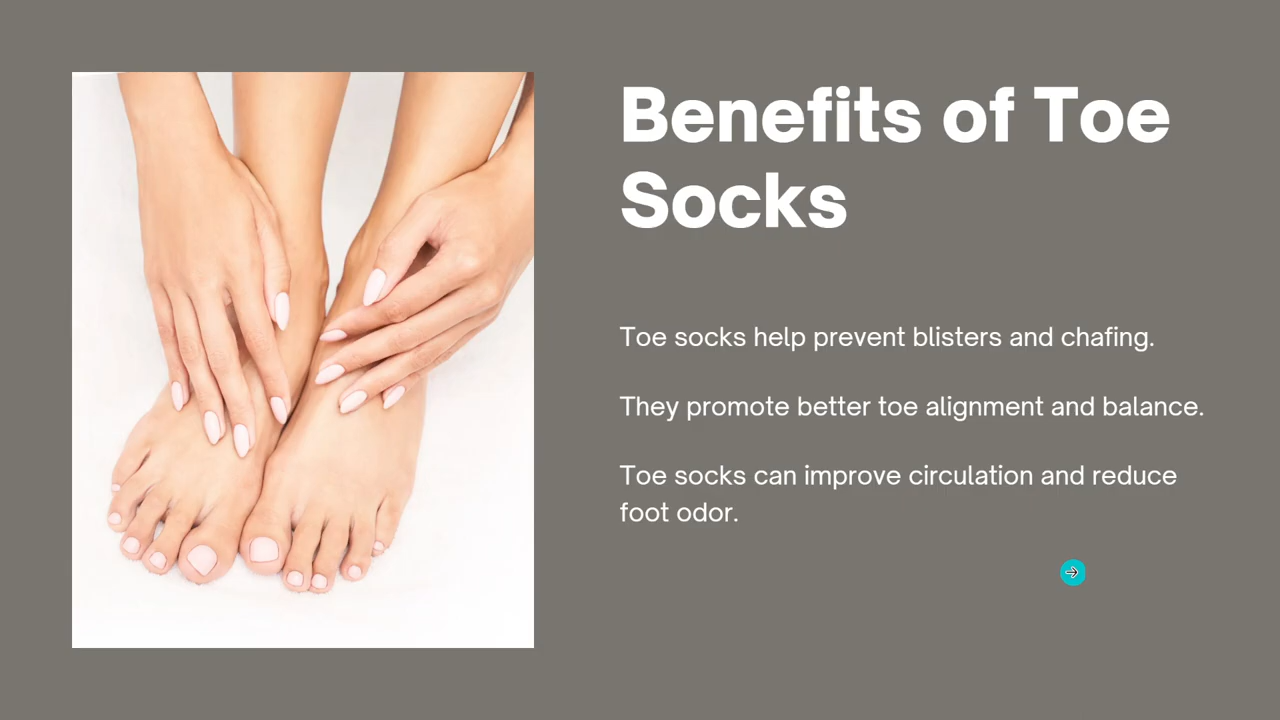 Benefits of Toe
Socks
Toe socks help prevent blisters and chafing.
They promote better toe alignment and balance.
Toe socks can improve circulation and reduce
foot odor.